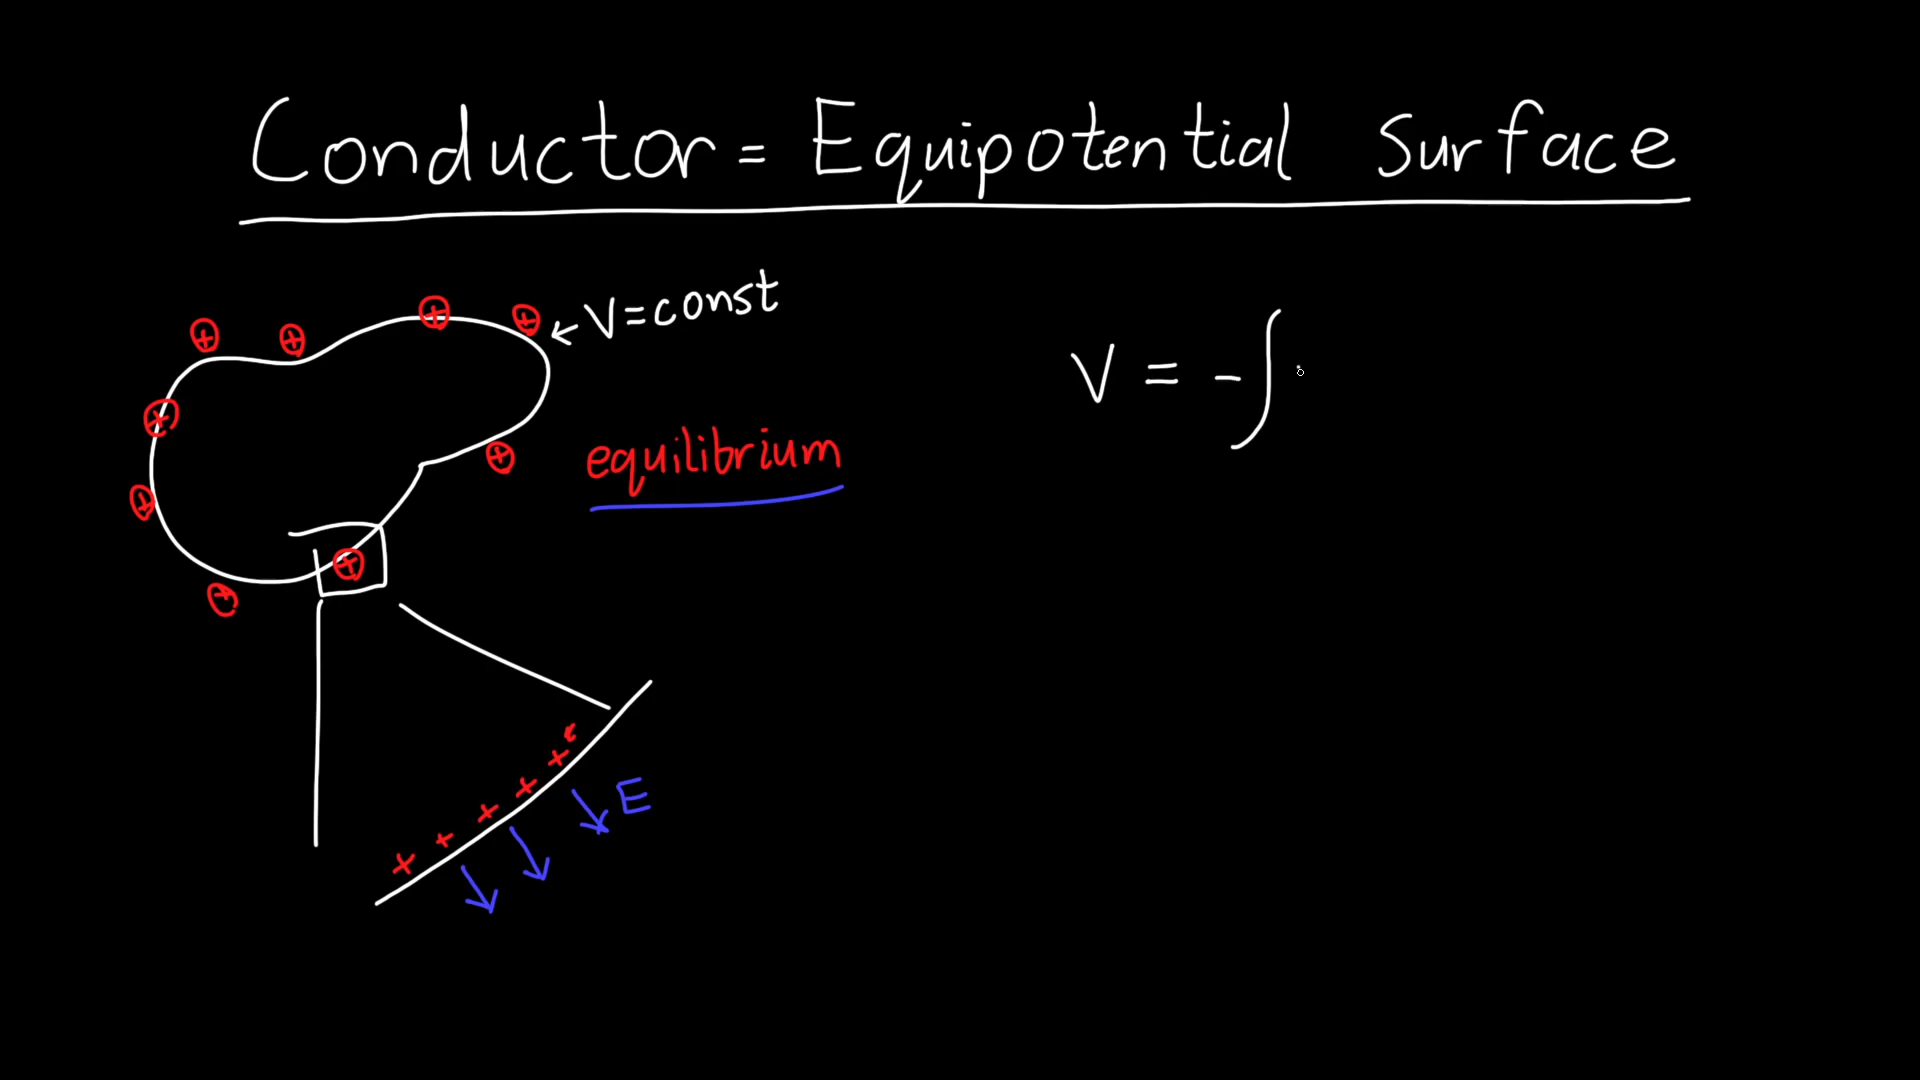 Conductor = Equipotential Surface
← V = const
V = - ∫
equilibrium
E